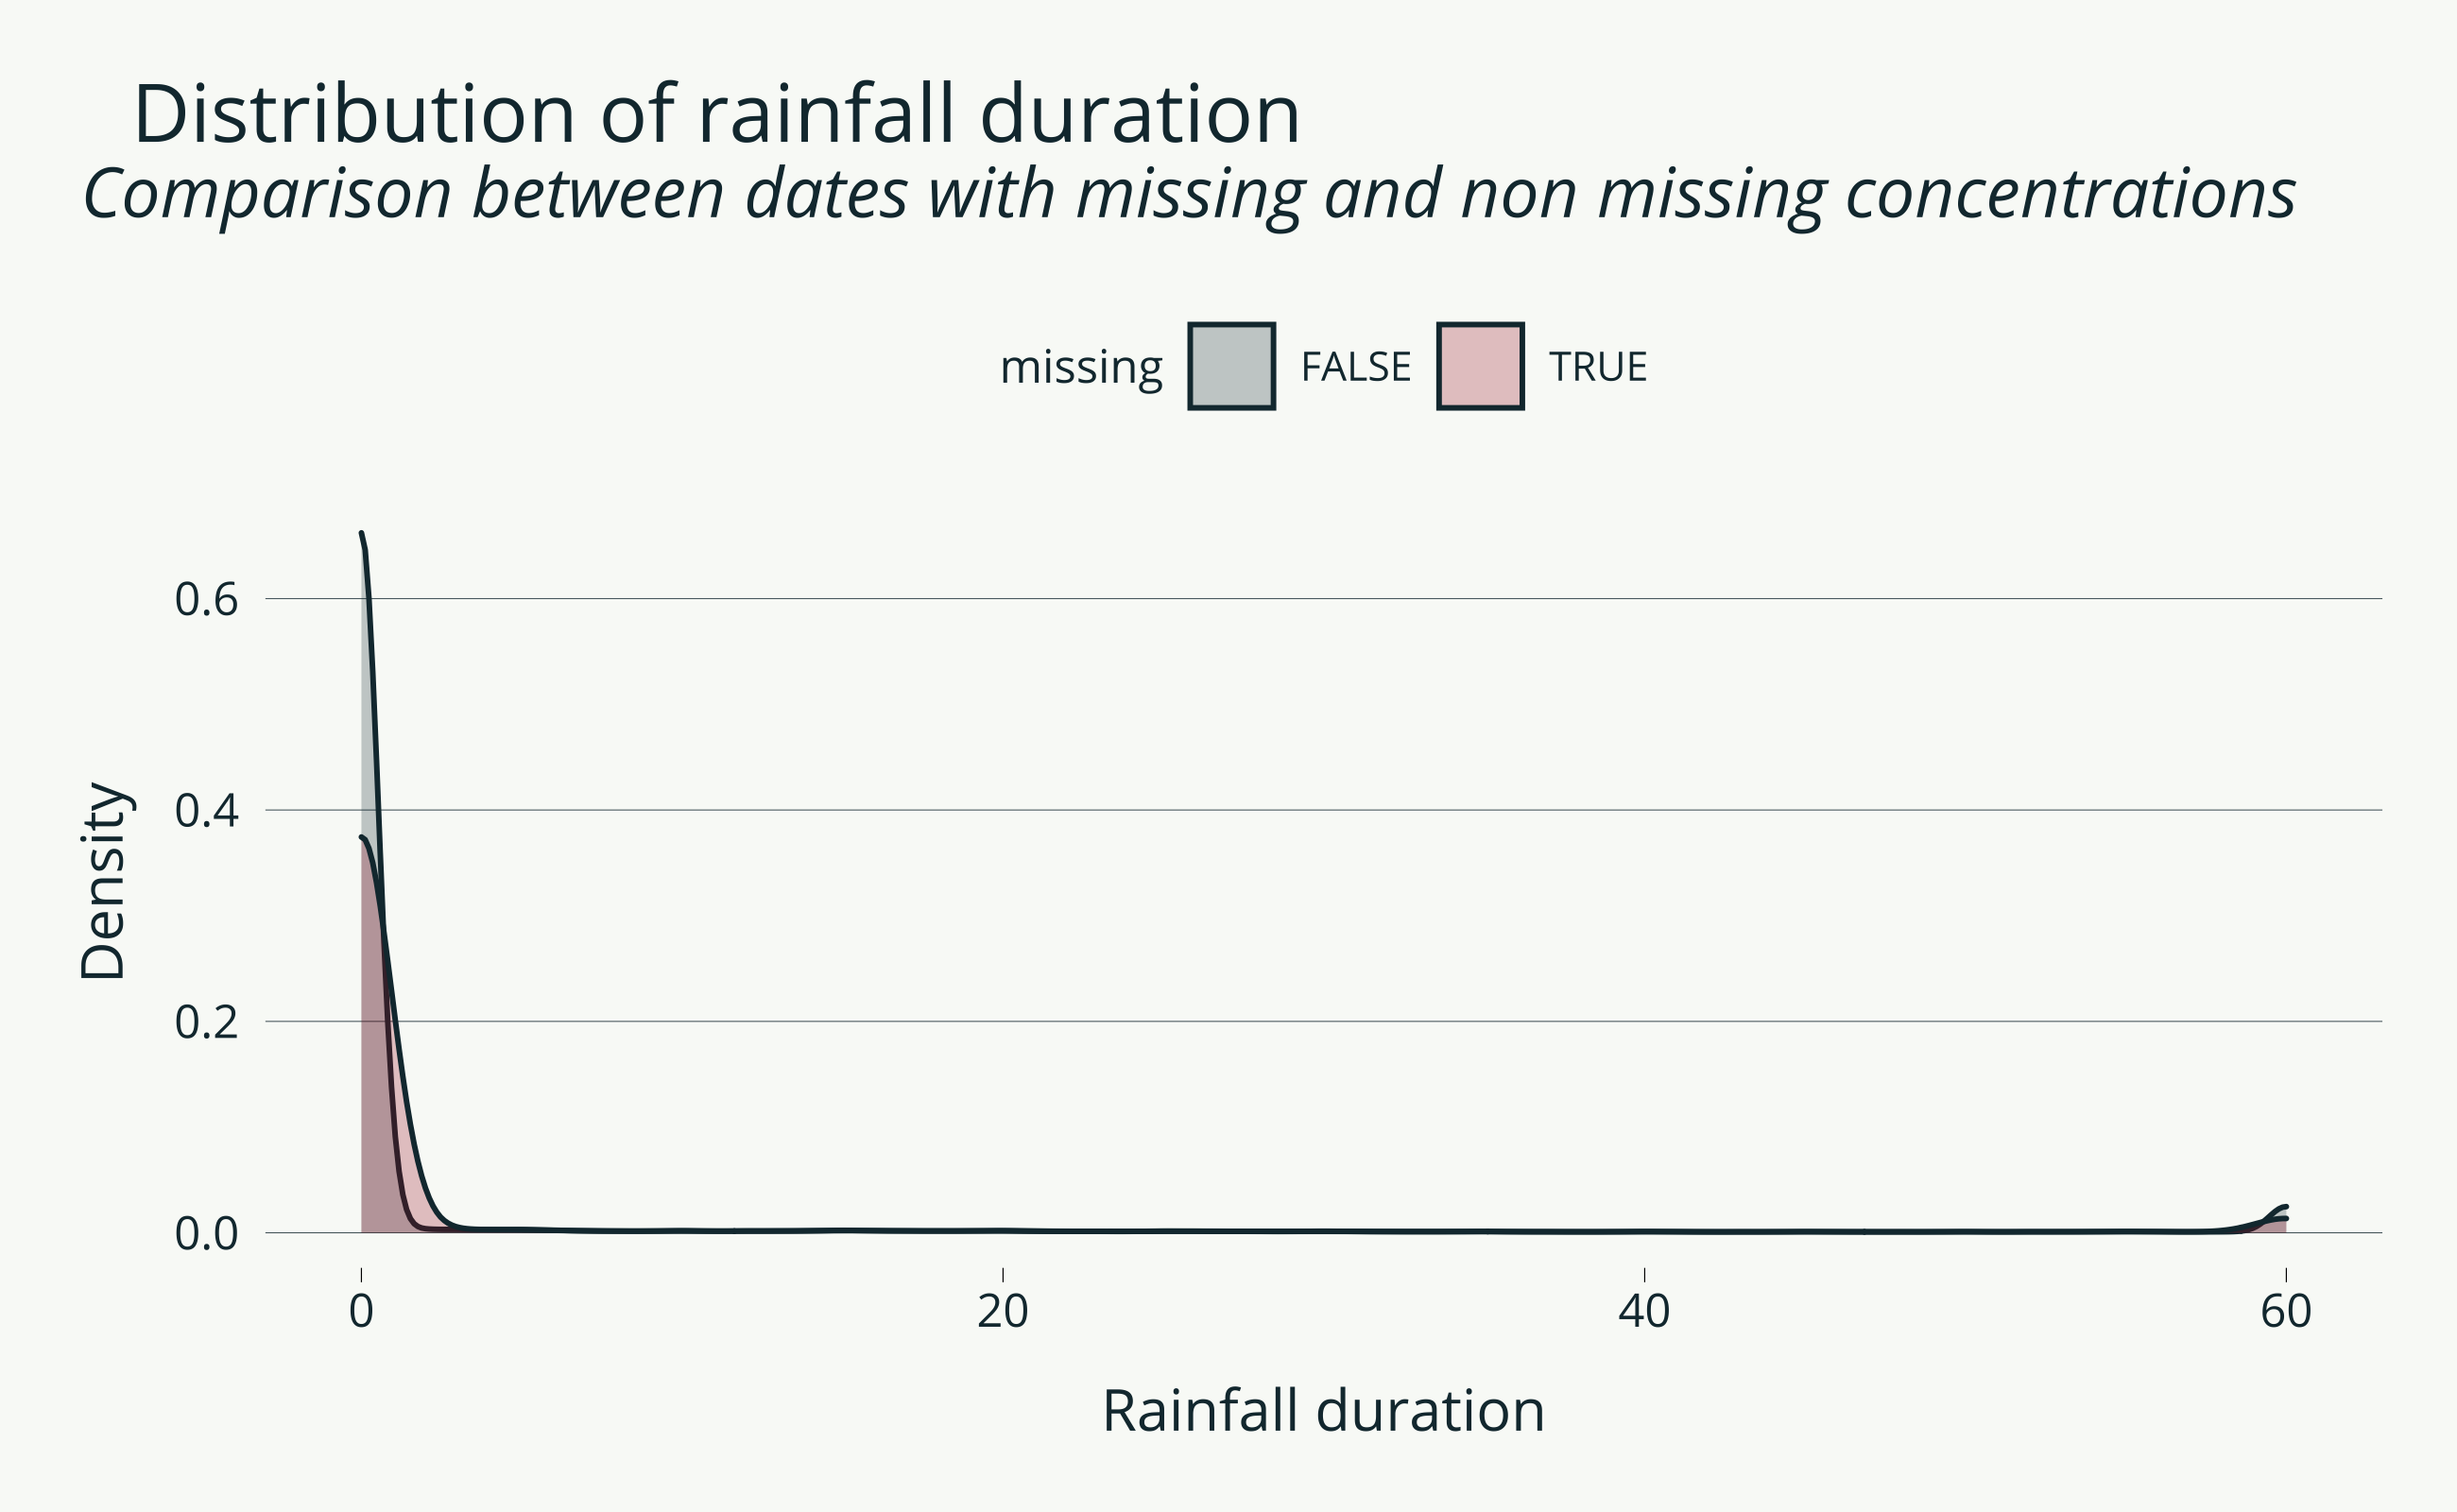 Distribution of rainfall duration
Comparison between dates with missing and non missing concentrations
missing FALSE TRUE
0.6
0.4
0.2
0.0
Density
0 20 40 60
Rainfall duration